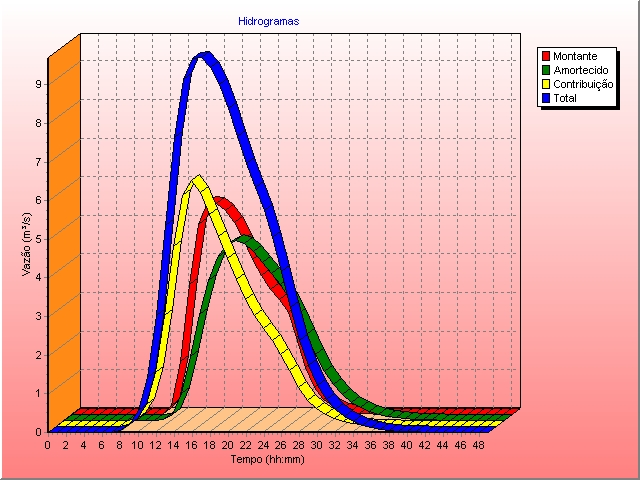 Hidrogramas
Montante
Amortecido
Contribuição
Total
Vazão (m³/s)
9
8
7
6
5
4
3
2
1
0
0 2 4 6 8 10 12 14 16 18 20 22 24 26 28 30 32 34 36 38 40 42 44 46 48
Tempo (hh:mm)